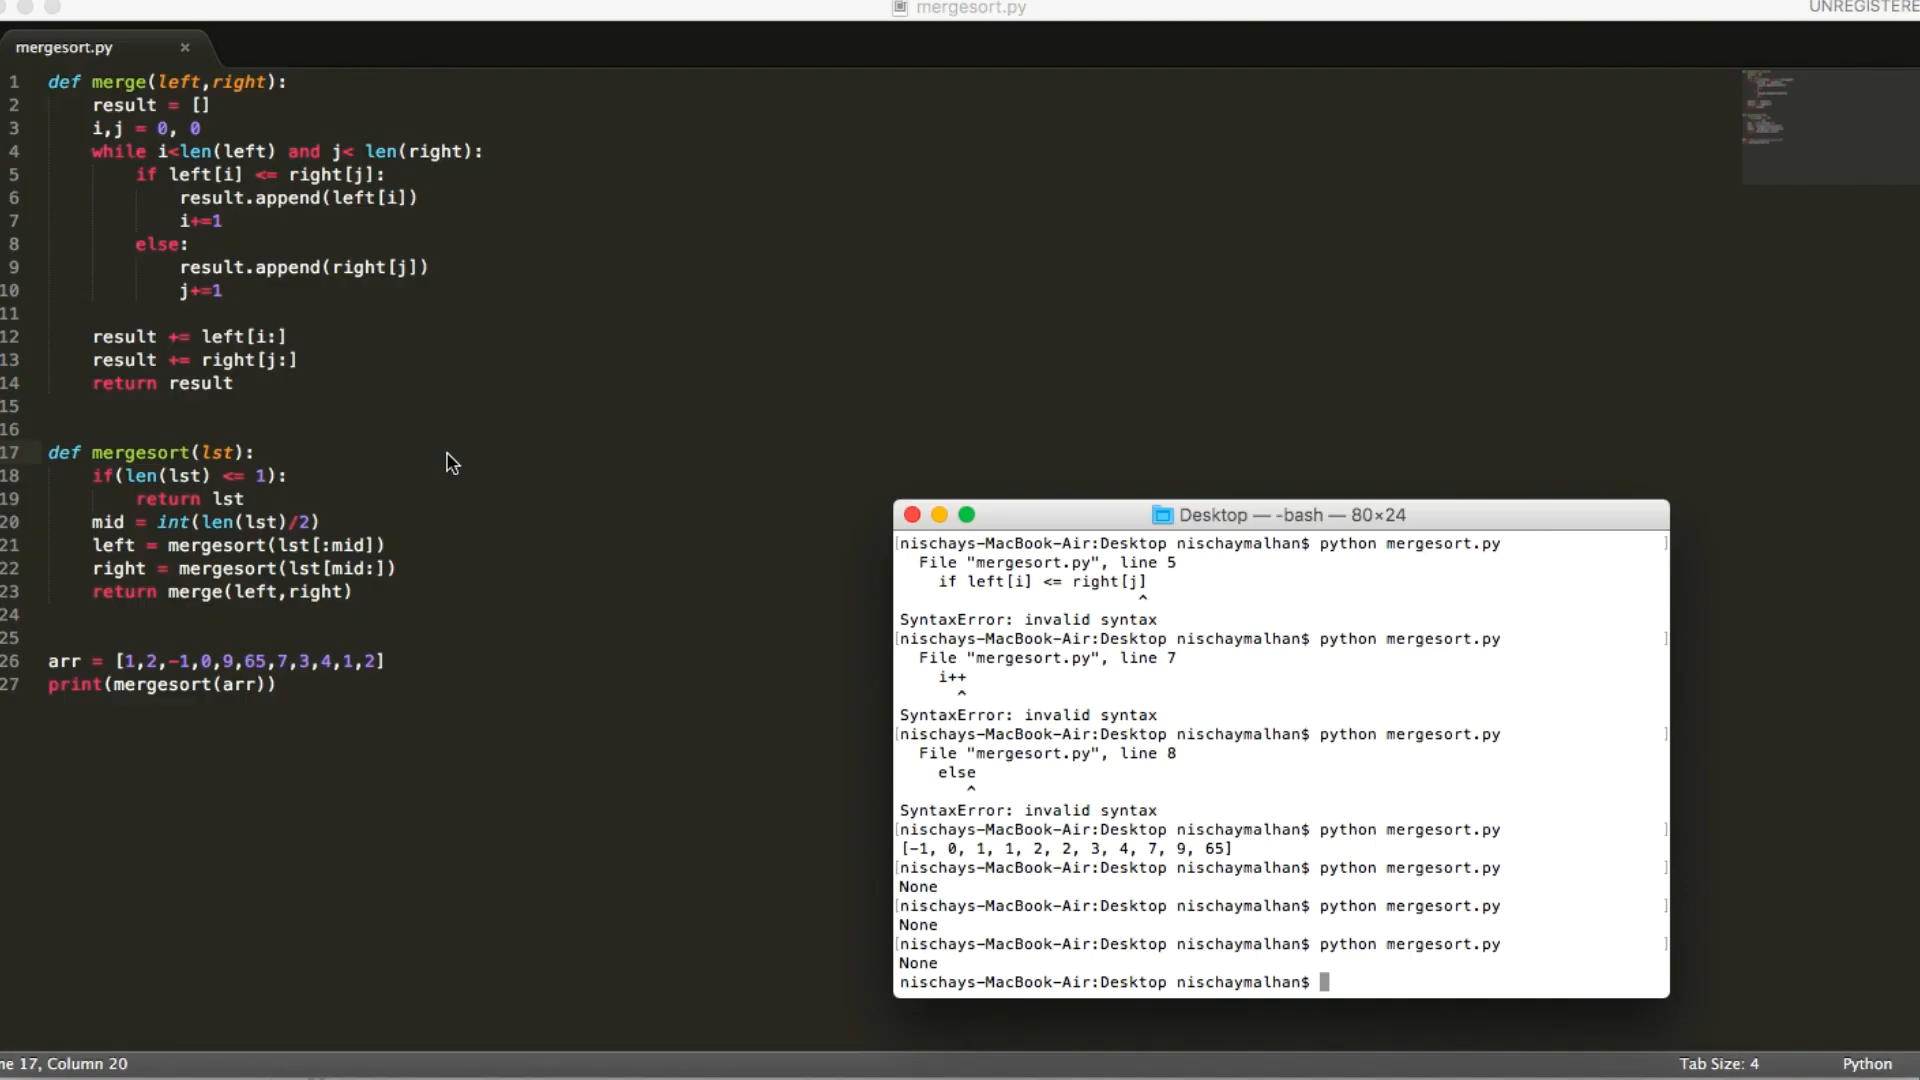 mergesort.py
UNREGISTERE
mergesort.py ×
1 def merge(left,right):
2     result = []
3     i,j = 0, 0
4     while i<len(left) and j< len(right):
5         if left[i] <= right[j]:
6             result.append(left[i])
7             i+=1
8         else:
9             result.append(right[j])
10             j+=1
11
12     result += left[i:]
13     result += right[j:]
14     return result
15
16
17 def mergesort(lst):
18     if(len(lst) <= 1):
19         return lst
20     mid = int(len(lst)/2)
21     left = mergesort(lst[:mid])
22     right = mergesort(lst[mid:])
23     return merge(left,right)
24
25
26 arr = [1,2,-1,0,9,65,7,3,4,1,2]
27 print(mergesort(arr))
Desktop — -bash — 80×24
[nischays-MacBook-Air:Desktop nischaymalhan$ python mergesort.py ]
  File "mergesort.py", line 5
    if left[i] <= right[j]
                         ^
SyntaxError: invalid syntax
[nischays-MacBook-Air:Desktop nischaymalhan$ python mergesort.py ]
  File "mergesort.py", line 7
    i++
      ^
SyntaxError: invalid syntax
[nischays-MacBook-Air:Desktop nischaymalhan$ python mergesort.py ]
  File "mergesort.py", line 8
    else
       ^
SyntaxError: invalid syntax
[nischays-MacBook-Air:Desktop nischaymalhan$ python mergesort.py ]
[-1, 0, 1, 1, 2, 2, 3, 4, 7, 9, 65]
[nischays-MacBook-Air:Desktop nischaymalhan$ python mergesort.py ]
None
[nischays-MacBook-Air:Desktop nischaymalhan$ python mergesort.py ]
None
[nischays-MacBook-Air:Desktop nischaymalhan$ python mergesort.py ]
None
nischays-MacBook-Air:Desktop nischaymalhan$
ne 17, Column 20
Tab Size: 4
Python